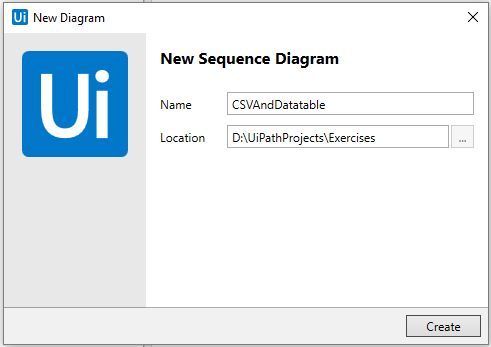 Ui New Diagram
Ui
New Sequence Diagram
Name CSVAndDatatable
Location D:\UiPathProjects\Exercises ...
Create